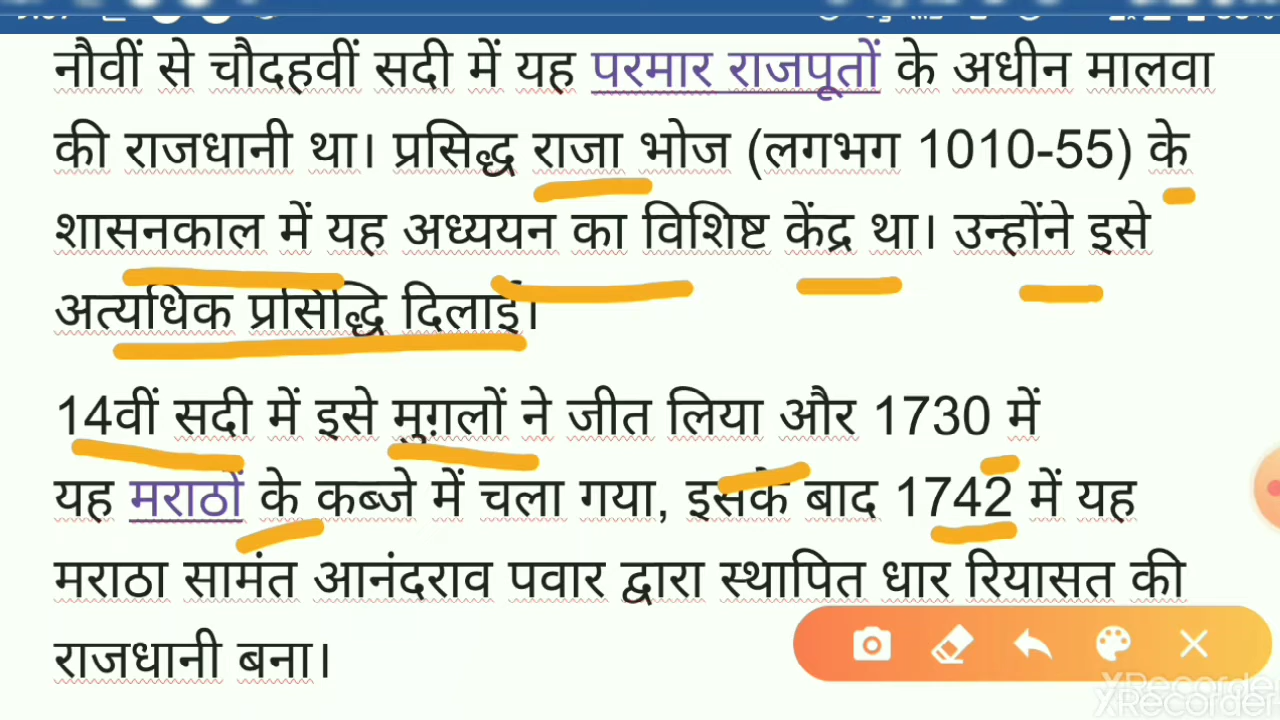 नौवीं से चौदहवीं सदी में यह परमार राजपूतों के अधीन मालवा
की राजधानी था। प्रसिद्ध राजा भोज (लगभग 1010-55) के
शासनकाल में यह अध्ययन का विशिष्ट केंद्र था। उन्होंने इसे
अत्यधिक प्रसिद्धि दिलाई।
14वीं सदी में इसे मुग़लों ने जीत लिया और 1730 में
यह मराठों के कब्जे में चला गया, इसके बाद 1742 में यह
मराठा सामंत आनंदराव पवार द्वारा स्थापित धार रियासत की
राजधानी बना।
XRecorder
XRecorder